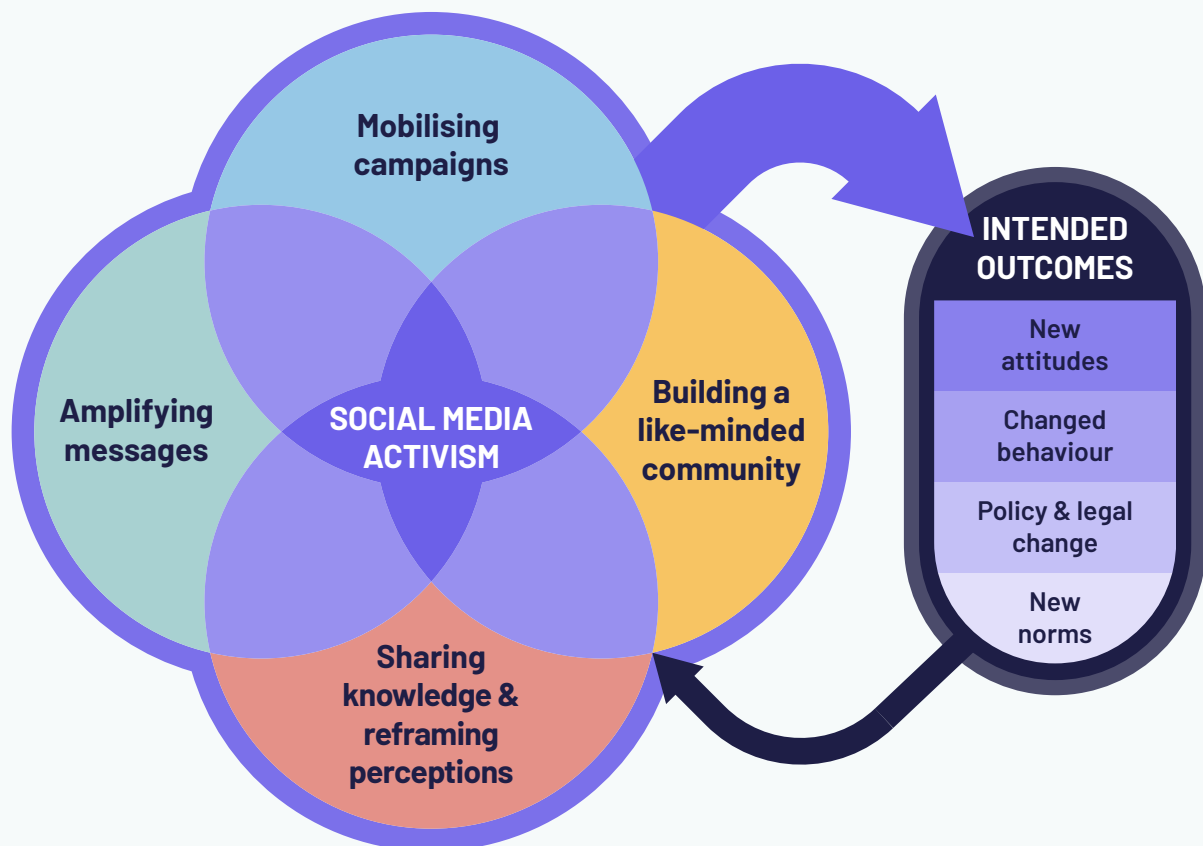 Mobilising
campaigns
Amplifying
messages
SOCIAL MEDIA
ACTIVISM
Building a
like-minded
community
Sharing
knowledge &
reframing
perceptions
INTENDED
OUTCOMES
New
attitudes
Changed
behaviour
Policy & legal
change
New
norms